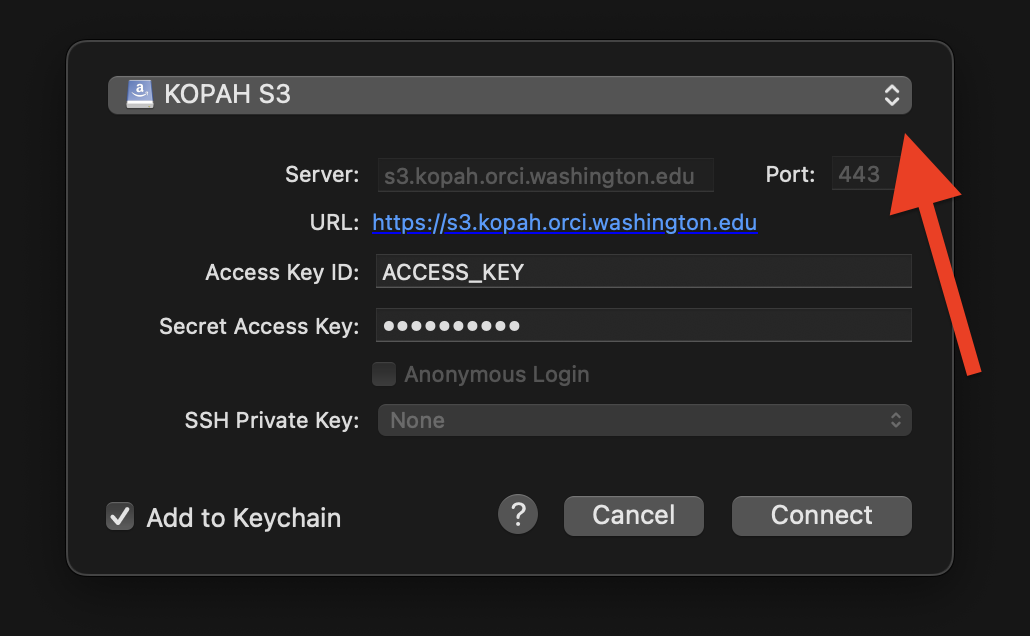 KOPAH S3
Server: s3.kopah.orci.washington.edu Port: 443
URL: https://s3.kopah.orci.washington.edu
Access Key ID: ACCESS_KEY
Secret Access Key: ●●●●●●●●●●
Anonymous Login
SSH Private Key: None
Add to Keychain ? Cancel Connect